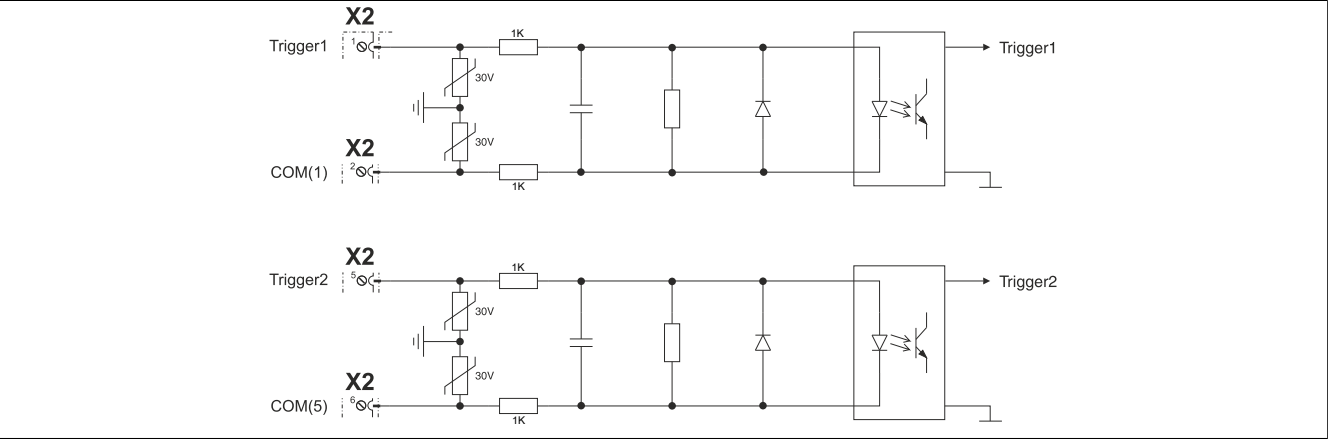 X2
1K
Trigger1
1
Trigger1
30V
30V
X2
COM(1)
2
1K
X2
1K
Trigger2
5
Trigger2
30V
30V
X2
COM(5)
6
1K